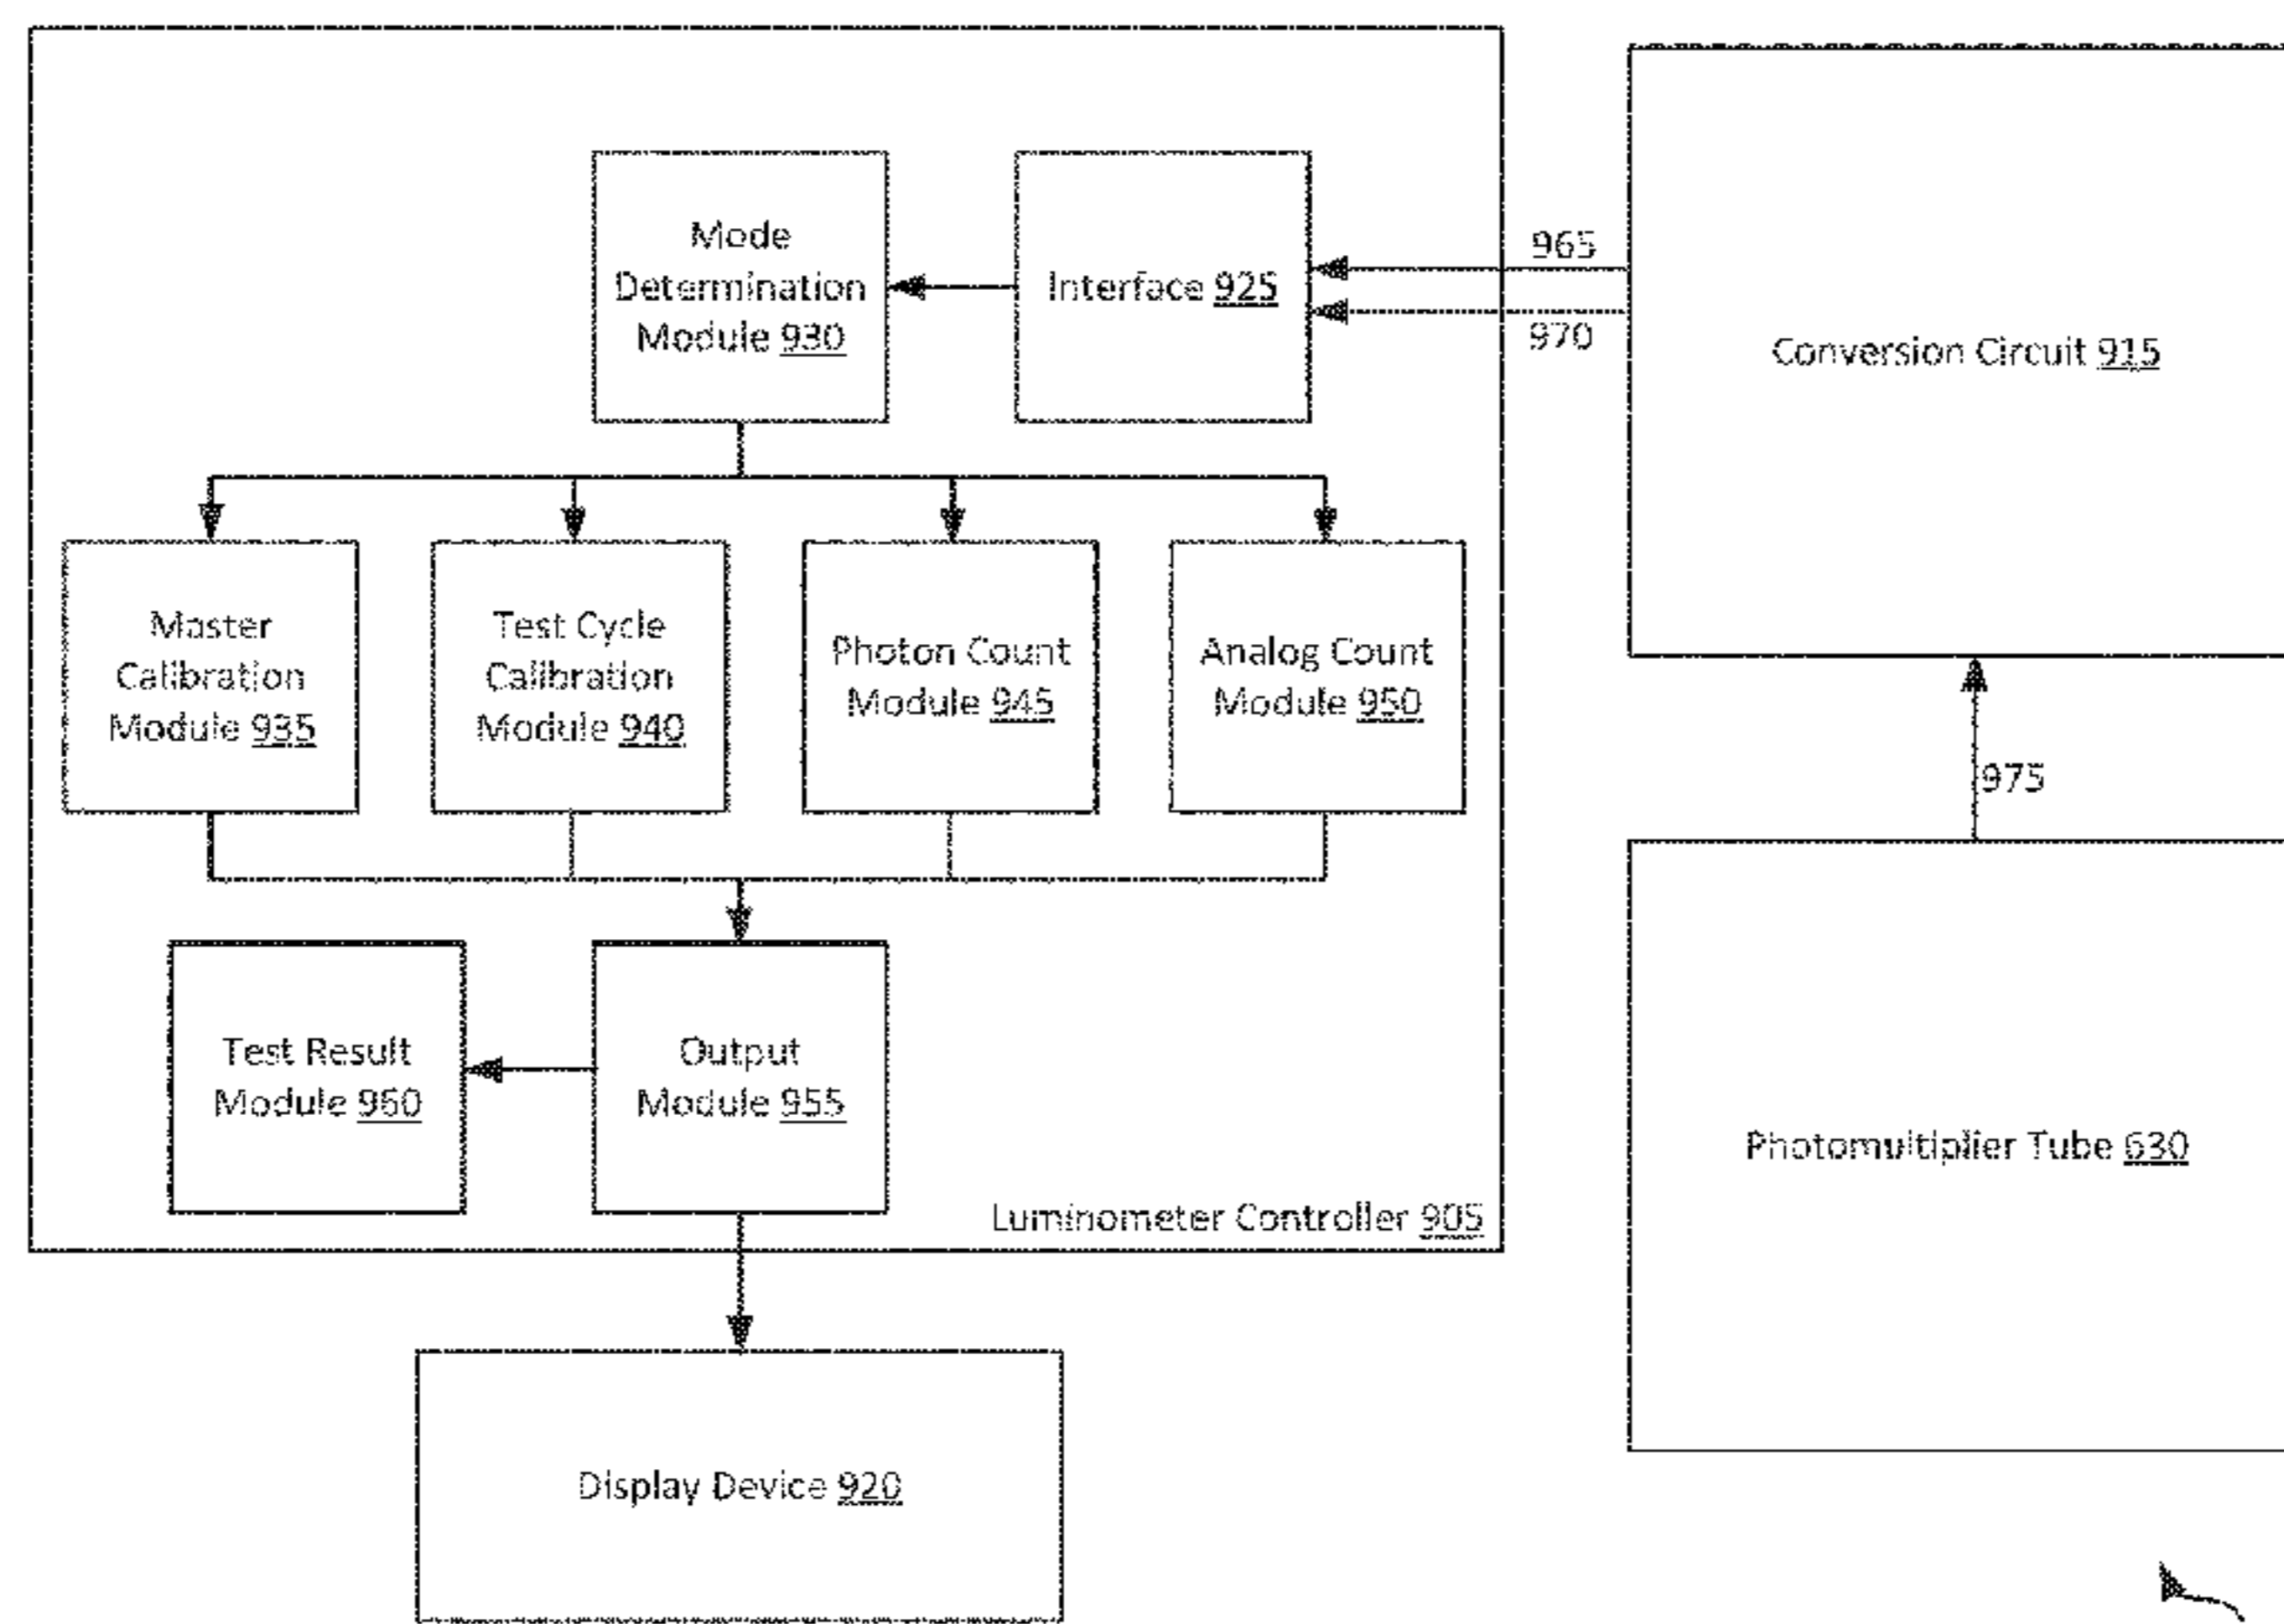 Mode
Determination
Module 930
Interface 925
965
970
Conversion Circuit 915
Master
Calibration
Module 935
Test Cycle
Calibration
Module 940
Photon Count
Module 945
Analog Count
Module 950
975
Test Result
Module 960
Output
Module 955
Photomultiplier Tube 630
Luminometer Controller 905
Display Device 920